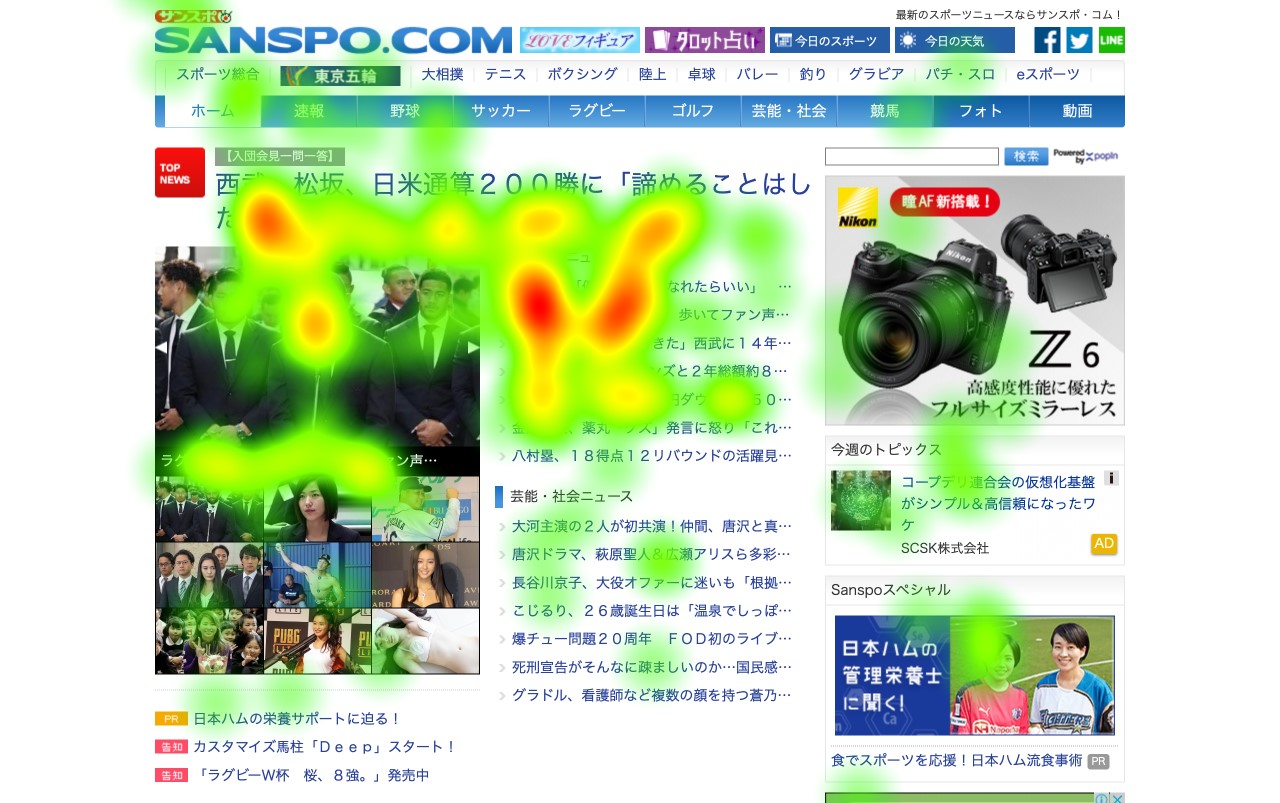 サンスポ
SANSPO.COM
LOVEフィギュア
タロット占い
今日のスポーツ
今日の天気
最新のスポーツニュースならサンスポ・コム！
LINE
スポーツ総合
東京五輪
大相撲
テニス
ボクシング
陸上
卓球
バレー
釣り
グラビア
パチ・スロ
eスポーツ
ホーム
速報
野球
サッカー
ラグビー
ゴルフ
芸能・社会
競馬
フォト
動画
TOP
NEWS
【入団会見一問一答】
西武 松坂、日米通算２００勝に「諦めることはし
た
検索
Powered
by popIn
ニュ
なれたらいい」 …
歩いてファン声…
きた」西武に１４年…
ズと２年総額約８…
５０…
発言に怒り「これ…
八村塁、１８得点１２リバウンドの活躍見…
ラグ
ン声…
芸能・社会ニュース
大河主演の２人が初共演！仲間、唐沢と真…
唐沢ドラマ、萩原聖人＆広瀬アリスら多彩…
長谷川京子、大役オファーに迷いも「根拠…
こじるり、２６歳誕生日は「温泉でしっぽ…
爆チュー問題２０周年　ＦＯＤ初のライブ…
死刑宣告がそんなに疎ましいのか…国民感…
グラドル、看護師など複数の顔を持つ蒼乃…
PUBG
PR 日本ハムの栄養サポートに迫る！
告知 カスタマイズ馬柱「Ｄｅｅｐ」スタート！
告知 「ラグビーW杯　桜、８強。」発売中
Nikon
瞳AF新搭載！
Nikon
Z 6
高感度性能に優れた
フルサイズミラーレス
今週のトピックス
コープデリ連合会の仮想化基盤
がシンプル＆高信頼になったワ
ケ
SCSK株式会社
AD
Sanspoスペシャル
日本ハムの
管理栄養士
に聞く!
食でスポーツを応援！日本ハム流食事術 PR